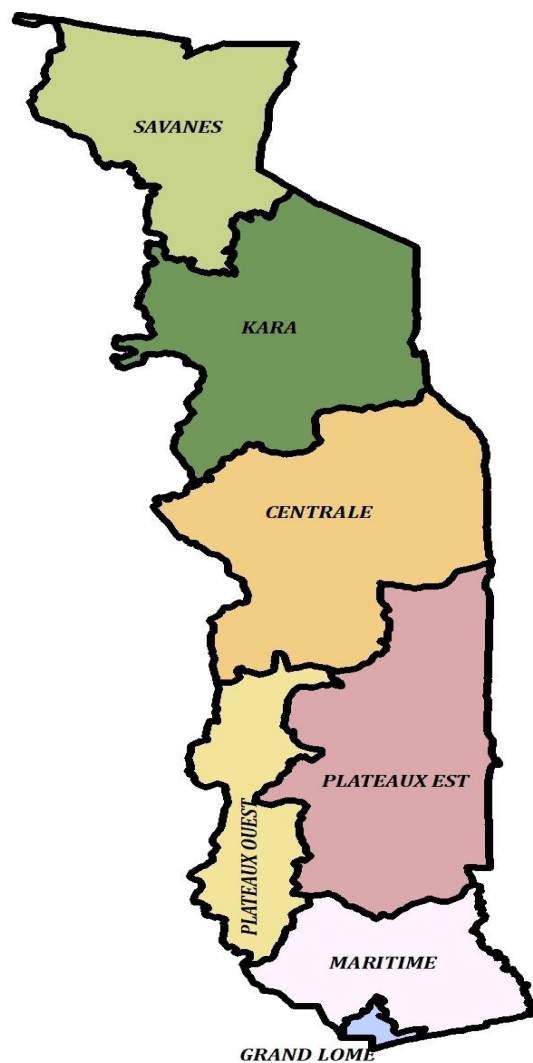 SAVANES
KARA
CENTRALE
PLATEAUX EST
PLATEAUX OUEST
MARITIME
GRAND LOME